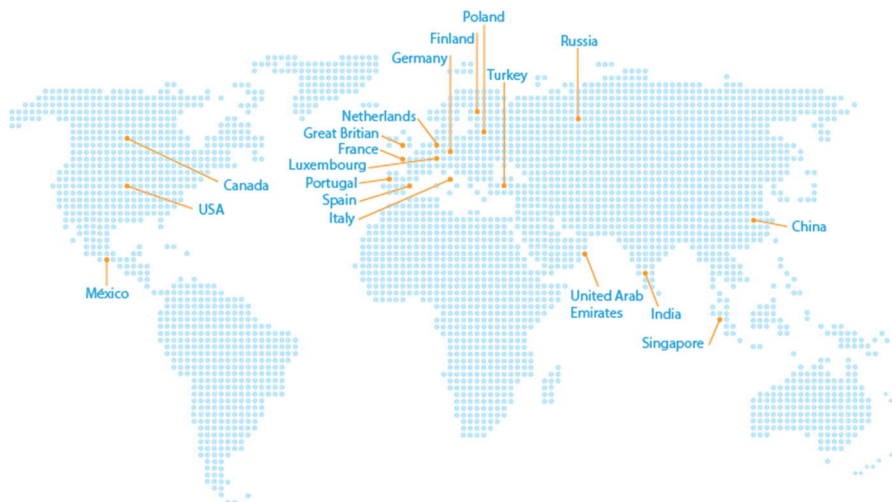 Poland
Finland
Russia
Germany
Turkey
Netherlands
Great Britian
France
Luxembourg
Canada
Portugal
Spain
USA
Italy
China
México
United Arab
Emirates
India
Singapore